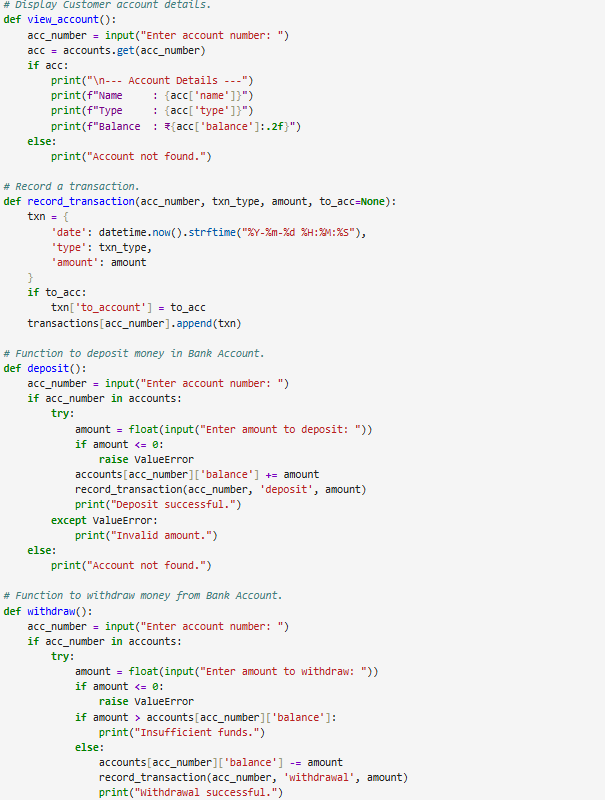 # Display Customer account details.
def view_account():
    acc_number = input("Enter account number: ")
    acc = accounts.get(acc_number)
    if acc:
        print("\n--- Account Details ---")
        print(f"Name     : {acc['name']}")
        print(f"Type     : {acc['type']}")
        print(f"Balance  : ₹{acc['balance']:.2f}")
    else:
        print("Account not found.")

# Record a transaction.
def record_transaction(acc_number, txn_type, amount, to_acc=None):
    txn = {
        'date': datetime.now().strftime("%Y-%m-%d %H:%M:%S"),
        'type': txn_type,
        'amount': amount
    }
    if to_acc:
        txn['to_account'] = to_acc
    transactions[acc_number].append(txn)

# Function to deposit money in Bank Account.
def deposit():
    acc_number = input("Enter account number: ")
    if acc_number in accounts:
        try:
            amount = float(input("Enter amount to deposit: "))
            if amount <= 0:
                raise ValueError
            accounts[acc_number]['balance'] += amount
            record_transaction(acc_number, 'deposit', amount)
            print("Deposit successful.")
        except ValueError:
            print("Invalid amount.")
    else:
        print("Account not found.")

# Function to withdraw money from Bank Account.
def withdraw():
    acc_number = input("Enter account number: ")
    if acc_number in accounts:
        try:
            amount = float(input("Enter amount to withdraw: "))
            if amount <= 0:
                raise ValueError
            if amount > accounts[acc_number]['balance']:
                print("Insufficient funds.")
            else:
                accounts[acc_number]['balance'] -= amount
                record_transaction(acc_number, 'withdrawal', amount)
                print("Withdrawal successful.")